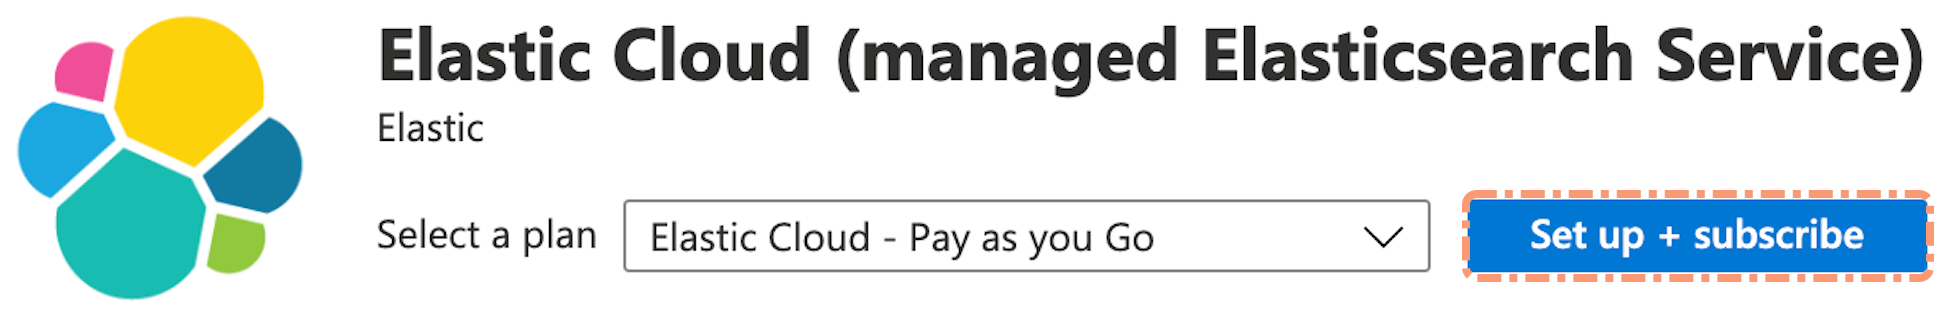 Elastic Cloud (managed Elasticsearch Service)
Elastic
Select a plan Elastic Cloud - Pay as you Go Set up + subscribe